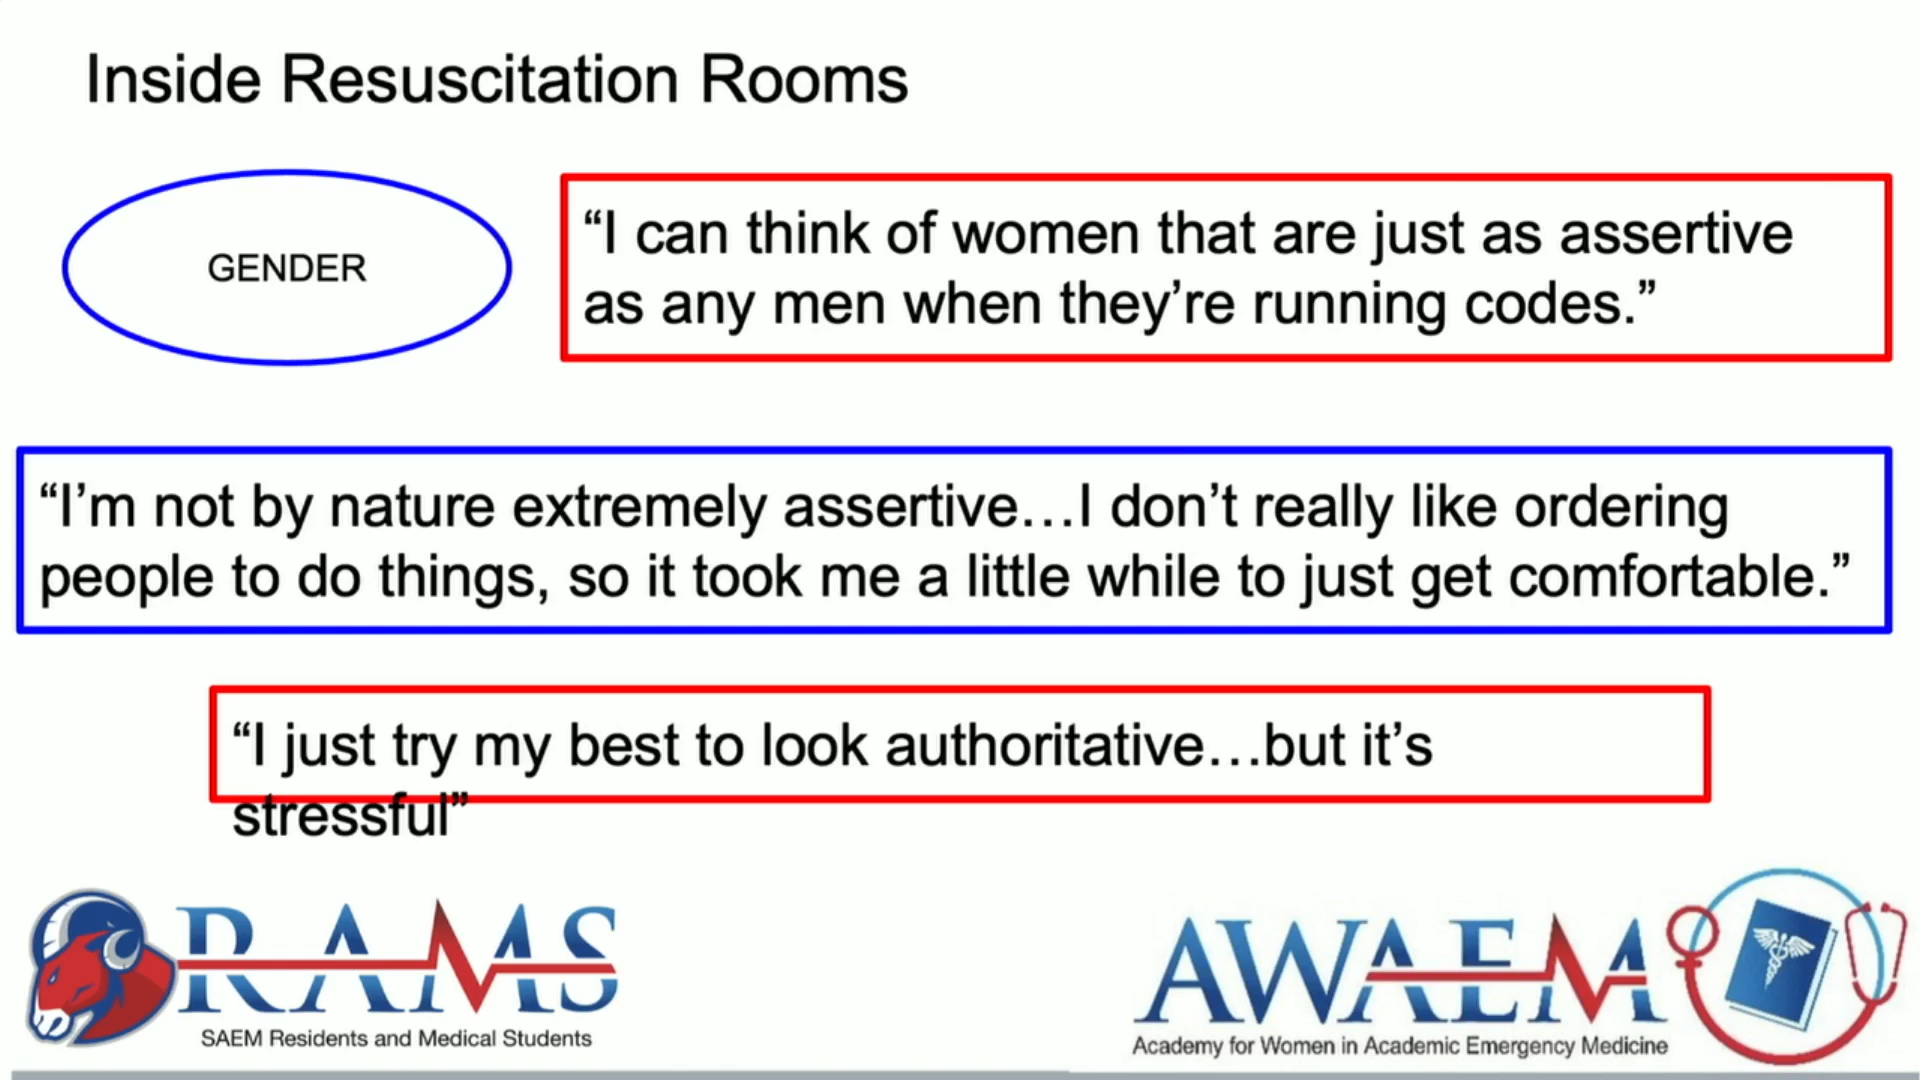 Inside Resuscitation Rooms
GENDER
“I can think of women that are just as assertive
as any men when they’re running codes.”
“I’m not by nature extremely assertive…I don’t really like ordering
people to do things, so it took me a little while to just get comfortable.”
“I just try my best to look authoritative…but it’s
stressful”
RAMS
SAEM Residents and Medical Students
AWAEM
Academy for Women in Academic Emergency Medicine